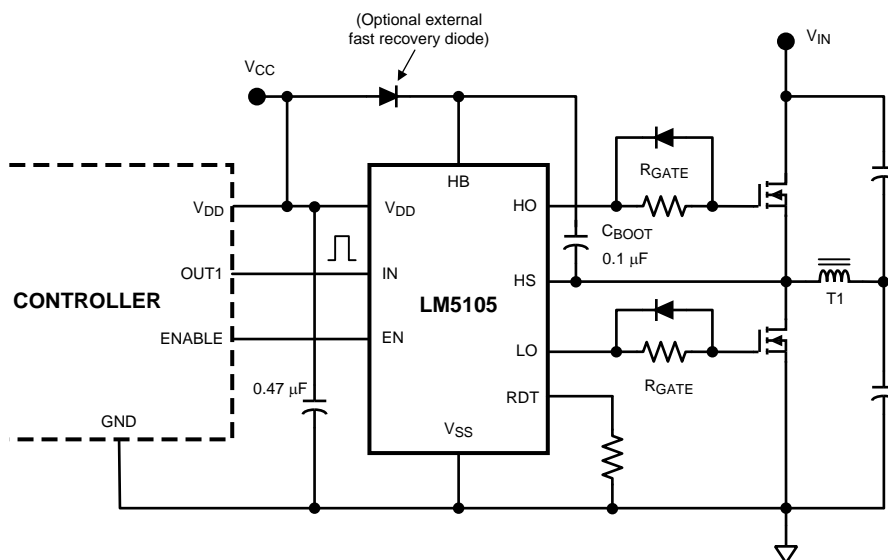 (Optional external
fast recovery diode)
VCC
VIN
HB
RGATE
VDD
VDD
HO
CBOOT
0.1 μF
OUT1
IN
HS
T1
CONTROLLER
LM5105
ENABLE
EN
LO
0.47 μF
RDT
RGATE
GND
VSS